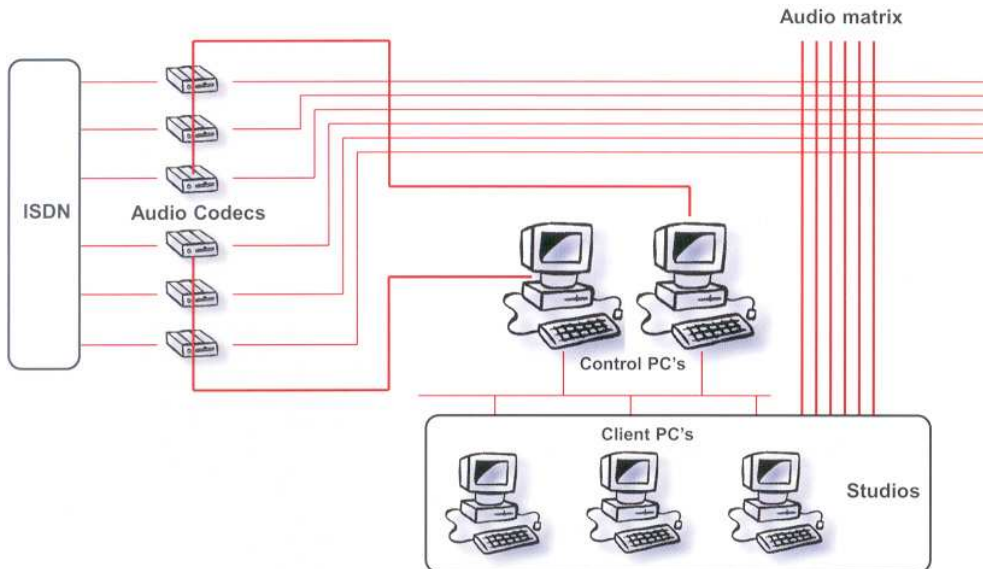 Audio matrix
ISDN
Audio Codecs
Control PC's
Client PC's
Studios